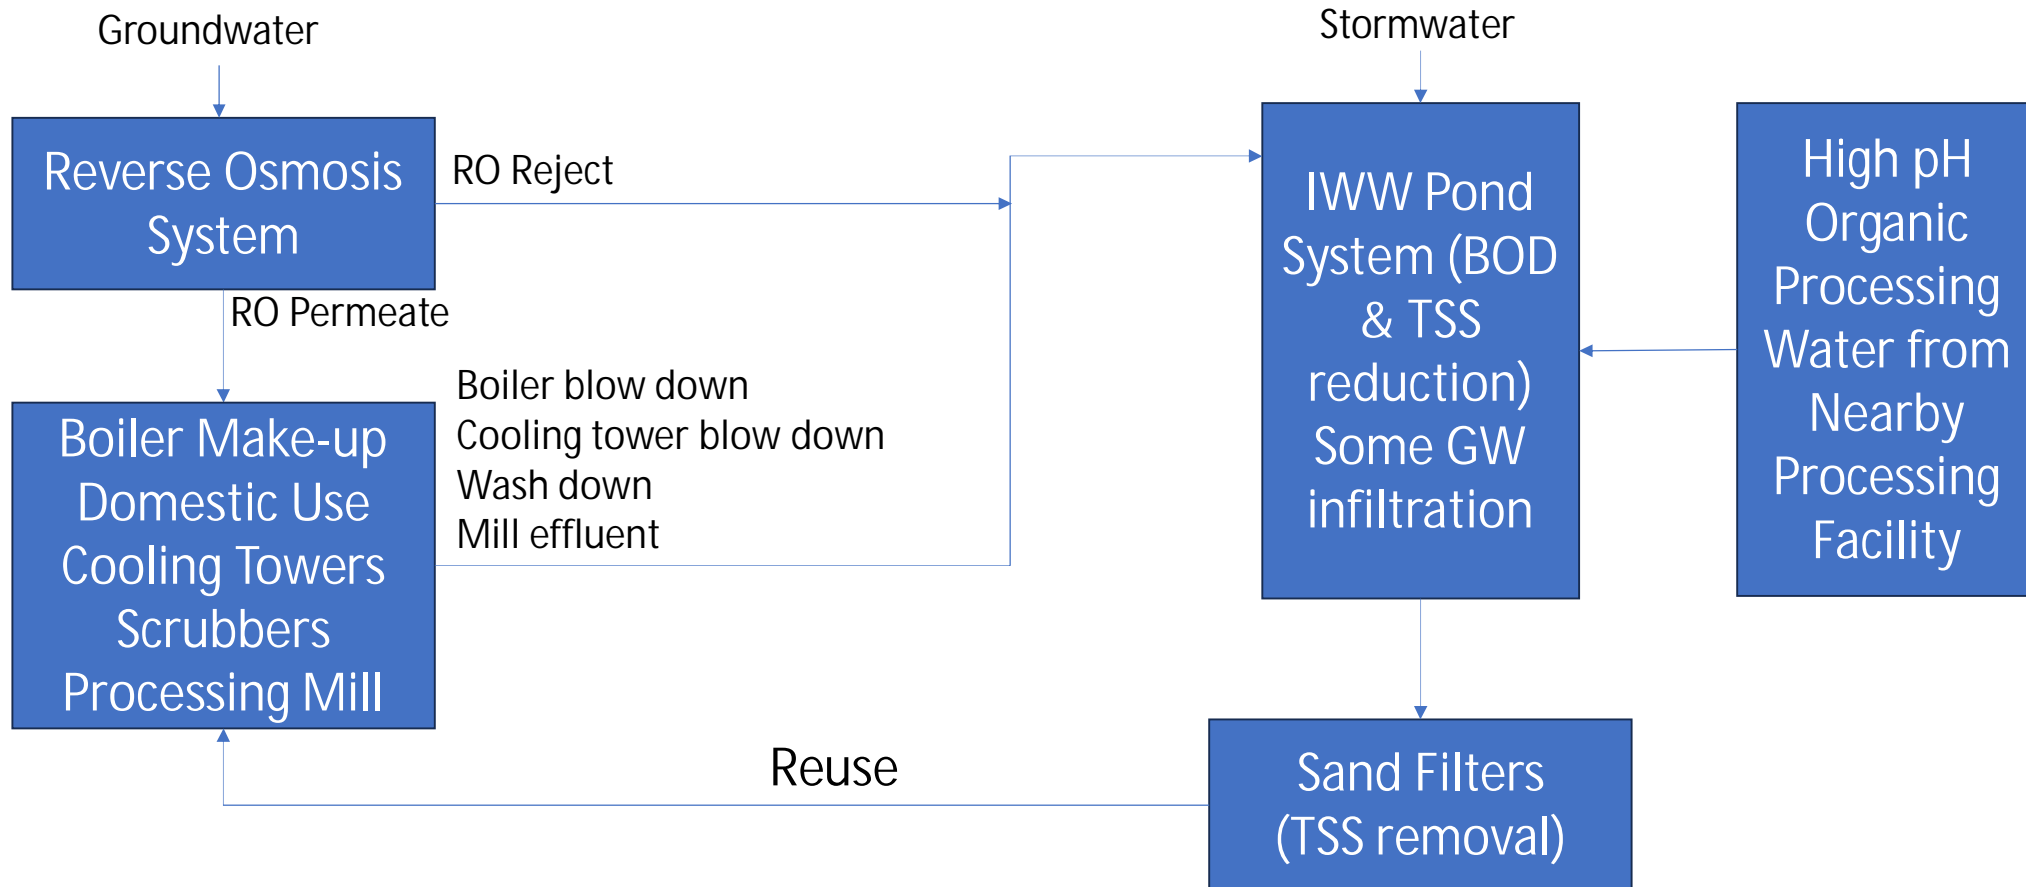 Groundwater
Stormwater
Reverse Osmosis
System
RO Reject
RO Permeate
Boiler Make-up
Domestic Use
Cooling Towers
Scrubbers
Processing Mill
Boiler blow down
Cooling tower blow down
Wash down
Mill effluent
IWW Pond
System (BOD
& TSS
reduction)
Some GW
infiltration
High pH
Organic
Processing
Water from
Nearby
Processing
Facility
Reuse
Sand Filters
(TSS removal)